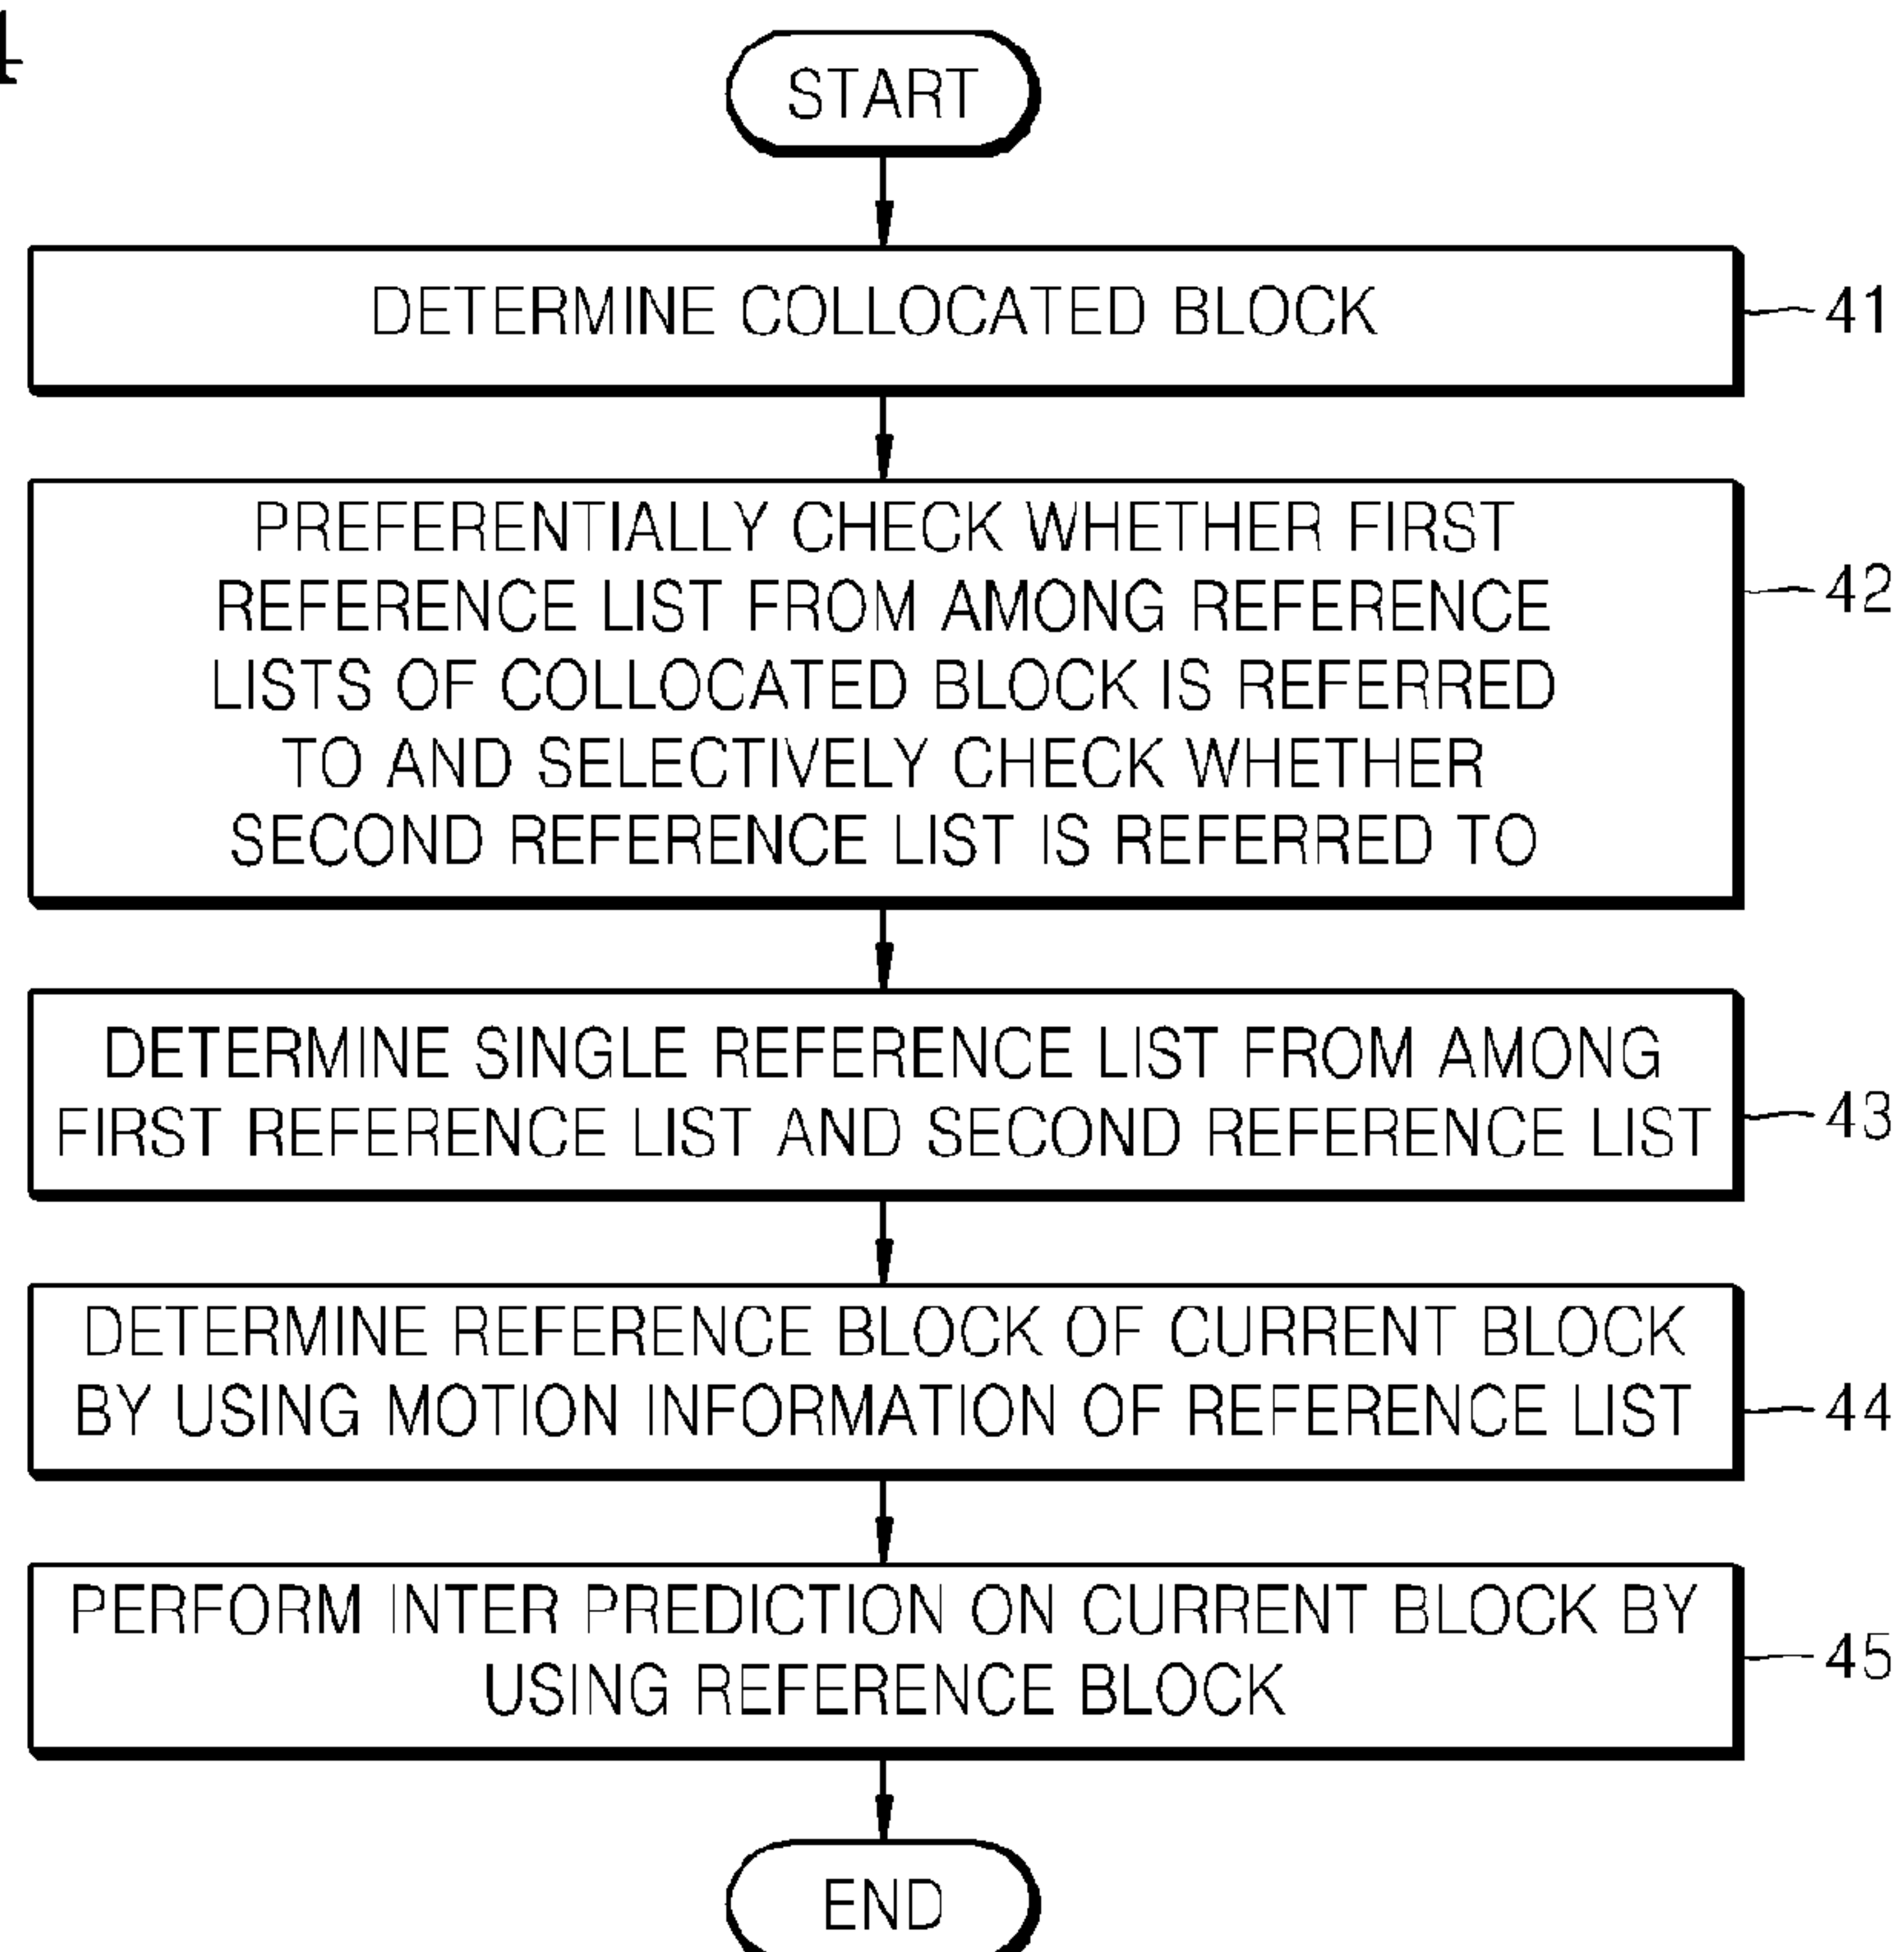 START
DETERMINE COLLOCATED BLOCK
41
PREFERENTIALLY CHECK WHETHER FIRST
REFERENCE LIST FROM AMONG REFERENCE
LISTS OF COLLOCATED BLOCK IS REFERRED
TO AND SELECTIVELY CHECK WHETHER
SECOND REFERENCE LIST IS REFERRED TO
42
DETERMINE SINGLE REFERENCE LIST FROM AMONG
FIRST REFERENCE LIST AND SECOND REFERENCE LIST
43
DETERMINE REFERENCE BLOCK OF CURRENT BLOCK
BY USING MOTION INFORMATION OF REFERENCE LIST
44
PERFORM INTER PREDICTION ON CURRENT BLOCK BY
USING REFERENCE BLOCK
45
END